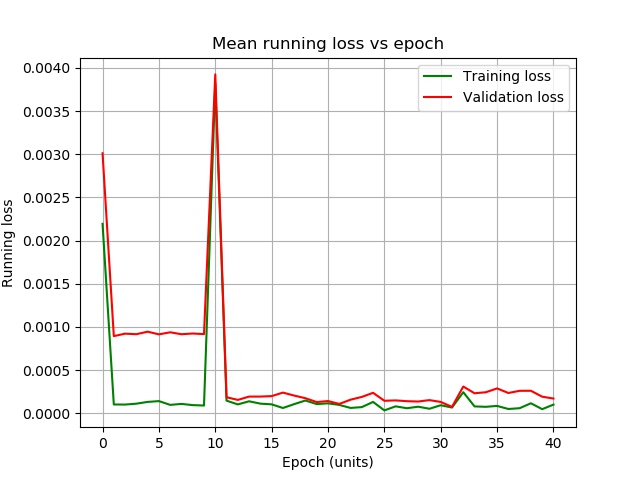 Mean running loss vs epoch
Training loss
Validation loss
0.0040
0.0035
0.0030
0.0025
0.0020
0.0015
0.0010
0.0005
0.0000
Running loss
0 5 10 15 20 25 30 35 40
Epoch (units)